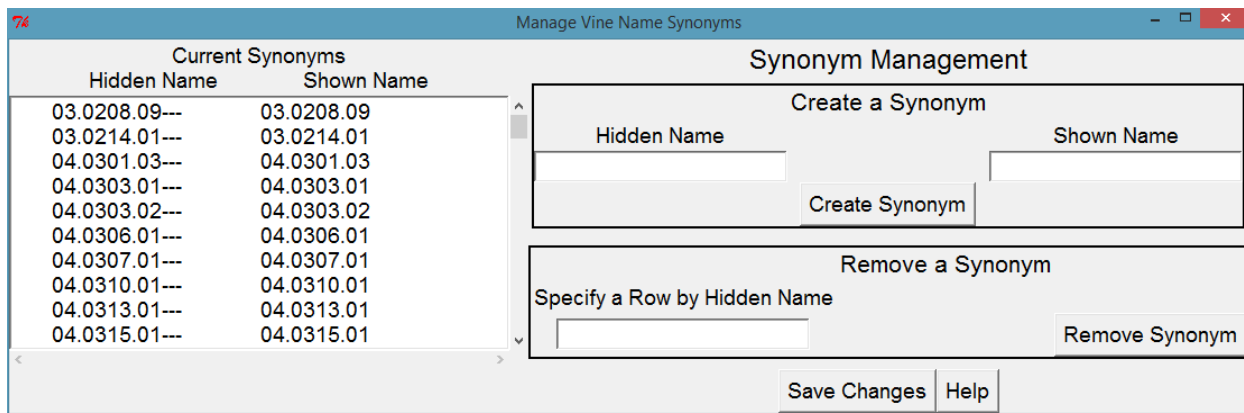 Manage Vine Name Synonyms
Current Synonyms
Hidden Name Shown Name
03.0208.09--- 03.0208.09
03.0214.01--- 03.0214.01
04.0301.03--- 04.0301.03
04.0303.01--- 04.0303.01
04.0303.02--- 04.0303.02
04.0306.01--- 04.0306.01
04.0307.01--- 04.0307.01
04.0310.01--- 04.0310.01
04.0313.01--- 04.0313.01
04.0315.01--- 04.0315.01
Synonym Management
Create a Synonym
Hidden Name Shown Name
Create Synonym
Remove a Synonym
Specify a Row by Hidden Name
Remove Synonym
Save Changes Help